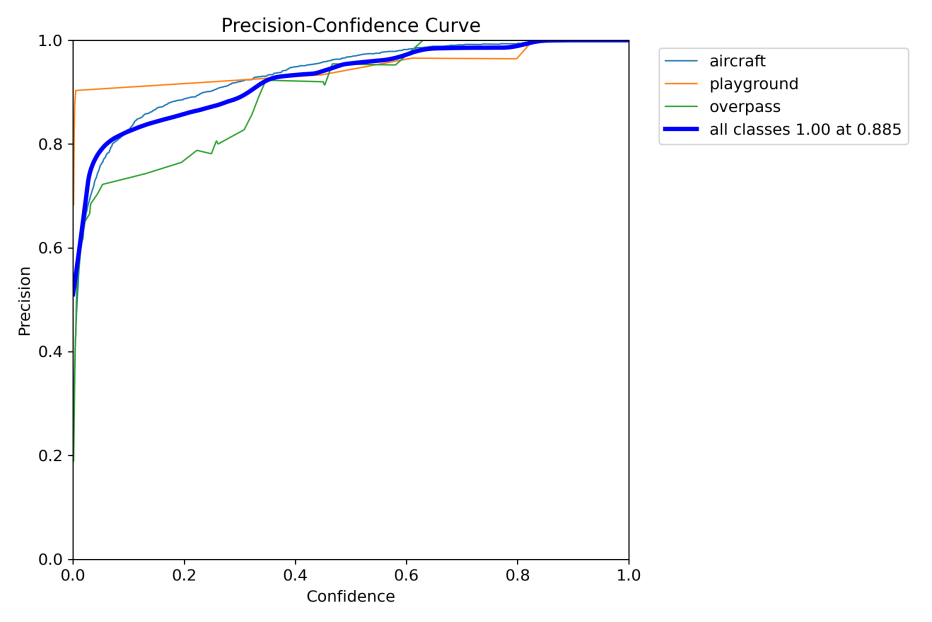 Precision-Confidence Curve
1.0
0.8
0.6
0.4
0.2
0.0
Precision
0.0 0.2 0.4 0.6 0.8 1.0
Confidence
aircraft
playground
overpass
all classes 1.00 at 0.885